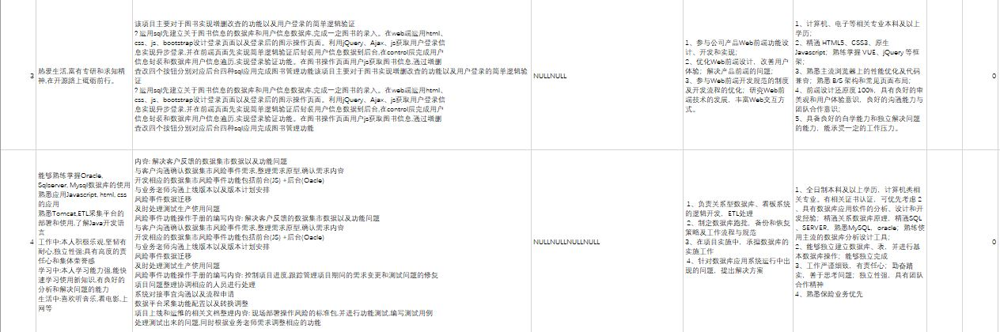 3
热爱生活,富有专研和求知精
神,在开源路上砥砺前行。
该项目主要对于图书实现增删改查的功能以及用户登录的简单逻辑验证
? 运用sql先建立关于图书信息的数据库和用户信息数据库,完成一定图书的录入。在web端运用html、
css、js、bootstrap设计登录页面以及登录后的图示操作页面。利用jQuery、Ajax、js获取用户登录信
息实现异步登录,并在前端页面先实现简单逻辑验证后封装用户信息数据到后台,在control层完成用户
信息封装和数据库用户信息遍历,实现登录验证功能。在图书操作页面用户js获取图书信息,通过增删
查改四个按钮分别对应后台四种sql应用完成图书管理功能该项目主要对于图书实现增删改查的功能以及用户登录的简单逻辑验
证
? 运用sql先建立关于图书信息的数据库和用户信息数据库,完成一定图书的录入。在web端运用html、
css、js、bootstrap设计登录页面以及登录后的图示操作页面。利用jQuery、Ajax、js获取用户登录信
息实现异步登录,并在前端页面先实现简单逻辑验证后封装用户信息数据到后台,在control层完成用户
信息封装和数据库用户信息遍历,实现登录验证功能。在图书操作页面用户js获取图书信息,通过增删
查改四个按钮分别对应后台四种sql应用完成图书管理功能
NULLNULL
1、参与公司产品Web前端功能设
计、开发和实现;
2、优化Web前端设计,改善用户
体验;解决产品前端的问题;
3、参与Web前端开发规范的制度
及开发流程的优化;研究Web前
端技术的发展,丰富Web交互方
式。
1、计算机、电子等相关专业本科及以上
学历;
2、精通 HTML5、CSS3、原生
Javascript;熟练掌握 VUE、jQuery 等框
架;
3、熟悉主流浏览器上的性能优化及代码
兼容;熟悉 B/S 架构和常见页面布局;
4、前端设计还原度 100%,具有良好的审
美观和用户体验意识,良好的沟通能力与
团队合作意识;
5、具备良好的自学能力和独立解决问题
的能力,能承受一定的工作压力。
0
4
能够熟练掌握Oracle,
Sqlserver, Mysql数据库的使用
熟悉应用Javascript, html, css
的应用
熟悉Tomcat,ETL采集平台的
部署和使用,了解Java开发语
言
工作中:本人积极乐观,坚韧有
耐心,独立性强;具有高度的责
任心和集体荣誉感
学习中:本人学习能力强,能快
速学习使用新知识,有良好的
分析和解决问题的能力
生活中:喜欢听音乐,看电影,上
网等
内容: 解决客户反馈的数据集市数据以及功能问题
与客户沟通确认数据集市风险事件需求,整理需求原型,确认需求内容
开发相应的数据集市风险事件功能包括前台(JS) +后台(Oacle)
与业务老师沟通上线版本以及版本计划安排
风险事件数据迁移
及时处理测试生产使用问题
风险事件功能操作手册的编写内容: 解决客户反馈的数据集市数据以及功能问题
与客户沟通确认数据集市风险事件需求,整理需求原型,确认需求内容
开发相应的数据集市风险事件功能包括前台(JS) +后台(Oacle)
与业务老师沟通上线版本以及版本计划安排
风险事件数据迁移
及时处理测试生产使用问题
风险事件功能操作手册的编写内容: 控制项目进度,跟踪管理项目期间的需求变更和测试问题的修复
项目问题整理协调相应的人员进行处理
系统对接事宜沟通以及流程申请
数据平台采集功能配置以及转换调整
项目上线和运维的相关文档整理内容: 现场部署操作风险的标准包,并进行功能测试,编写测试用例
处理测试出来的问题,同时根据业务老师需求调整相应的功能
NULLNULLNULLNULL
1、负责关系型数据库、看板系统
的逻辑开发,ETL处理
2、制定数据库跑批、备份和恢复
策略及工作流程与规范
3、在项目实施中,承担数据库的
实施工作
4、针对数据库应用系统运行中出
现的问题,提出解决方案
1、全日制本科及以上学历,计算机类相
关专业。有相关证书认证,可优先考虑 2
、具有数据库应用软件的分析、设计和开
发经验;精通关系数据库原理,精通SQL
、SERVER,熟悉MySQL,oracle;熟练使
用主流的数据分析设计工具;
2、能够独立建立数据库、表,并进行基
本数据库操作;能够独立完成
3、工作严谨细致,有责任心;勤奋踏
实,善于思考问题;独立性强,具有团队
合作精神
4、熟悉保险业务优先
0